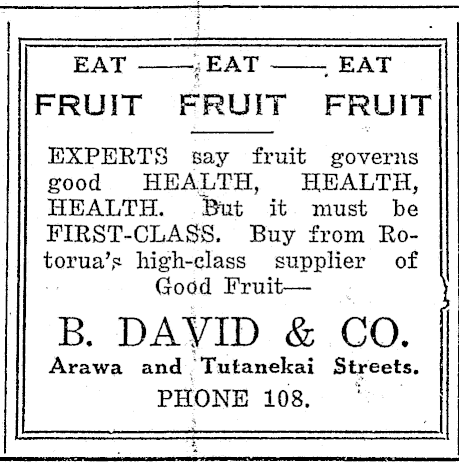 EAT —— EAT —— EAT
FRUIT FRUIT FRUIT
EXPERTS say fruit governs
good HEALTH, HEALTH,
HEALTH. But it must be
FIRST-CLASS. Buy from Ro-
torua's high-class supplier of
Good Fruit—
B. DAVID & CO.
Arawa and Tutanekai Streets.
PHONE 108.